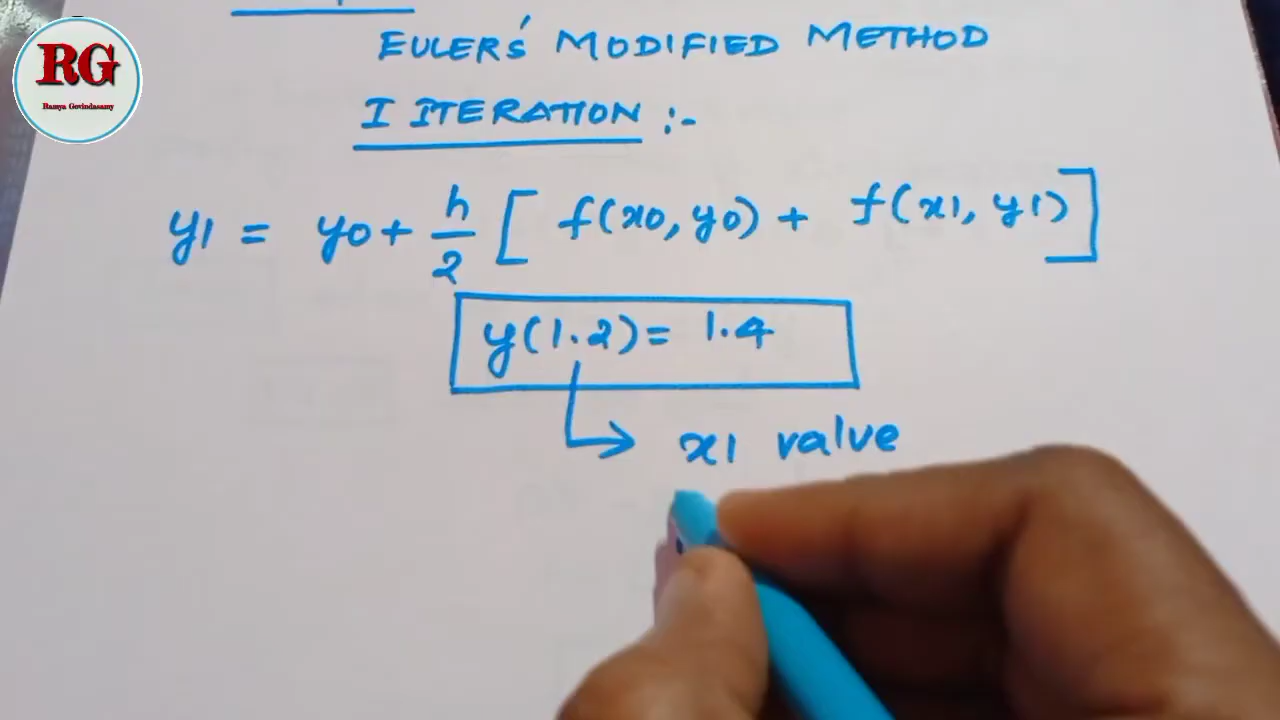 RG
Ramya Govindasamy
EULER'S MODIFIED METHOD
I ITERATION :-
y1 = y0 + h/2 [ f(x0, y0) + f(x1, y1) ]
y(1.2) = 1.4
x1 value